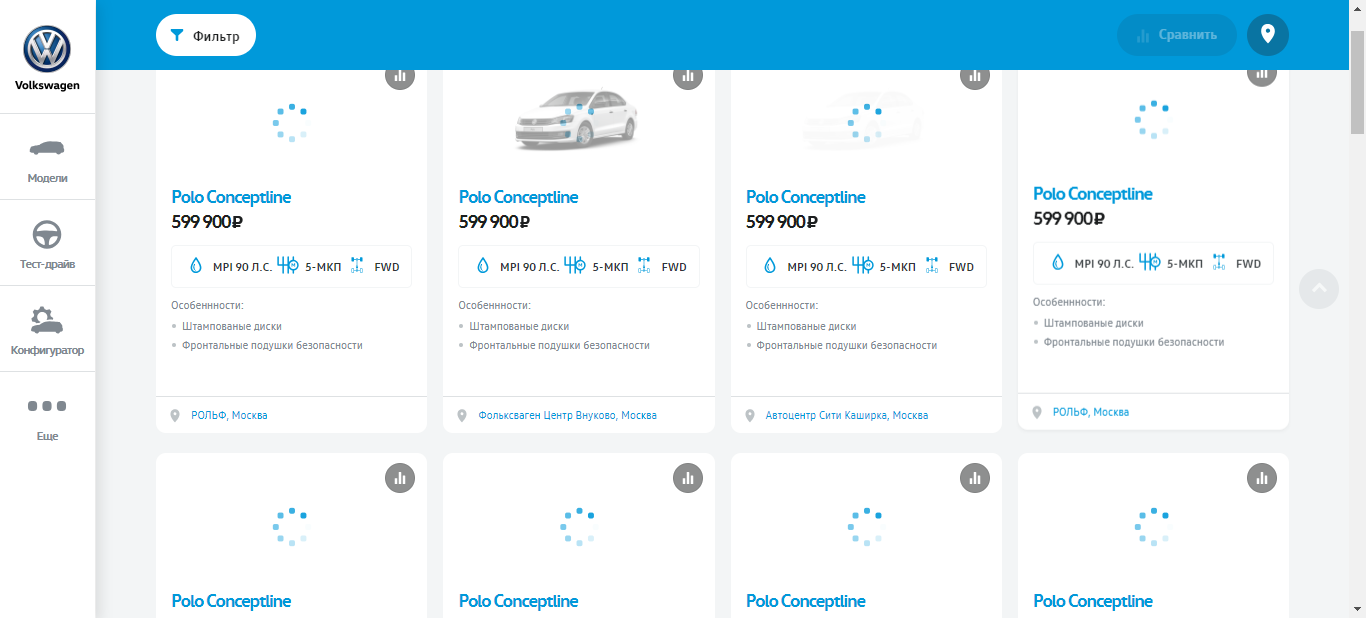 Volkswagen
Модели
Тест-драйв
Конфигуратор
Еще
Фильтр
Сравнить
Polo Conceptline
599 900₽
MPI 90 Л.С. 5-МКП FWD
Особеннности:
Штампованые диски
Фронтальные подушки безопасности
РОЛЬФ, Москва
Polo Conceptline
599 900₽
MPI 90 Л.С. 5-МКП FWD
Особеннности:
Штампованые диски
Фронтальные подушки безопасности
Фольксваген Центр Внуково, Москва
Polo Conceptline
599 900₽
MPI 90 Л.С. 5-МКП FWD
Особеннности:
Штампованые диски
Фронтальные подушки безопасности
Автоцентр Сити Каширка, Москва
Polo Conceptline
599 900₽
MPI 90 Л.С. 5-МКП FWD
Особеннности:
Штампованые диски
Фронтальные подушки безопасности
РОЛЬФ, Москва
Polo Conceptline
Polo Conceptline
Polo Conceptline
Polo Conceptline